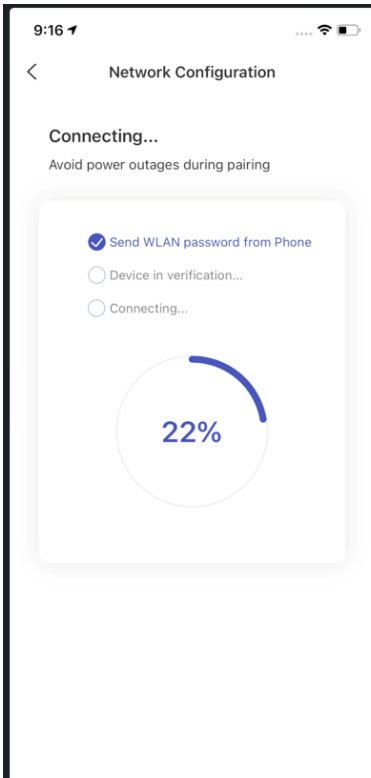 9:16
Network Configuration
Connecting...
Avoid power outages during pairing
Send WLAN password from Phone
Device in verification...
Connecting...
22%